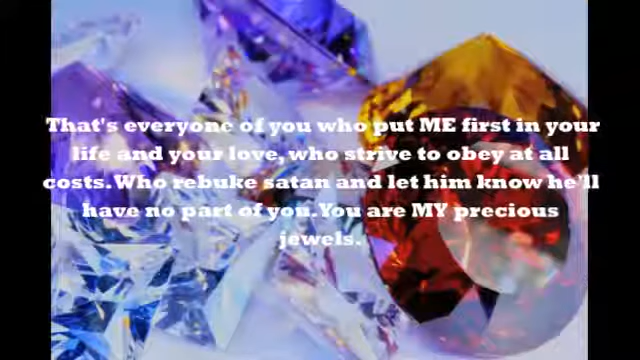 That's everyone of you who put ME first in your
life and your love, who strive to obey at all
costs.Who rebuke satan and let him know he'll
have no part of you.You are MY precious
jewels.